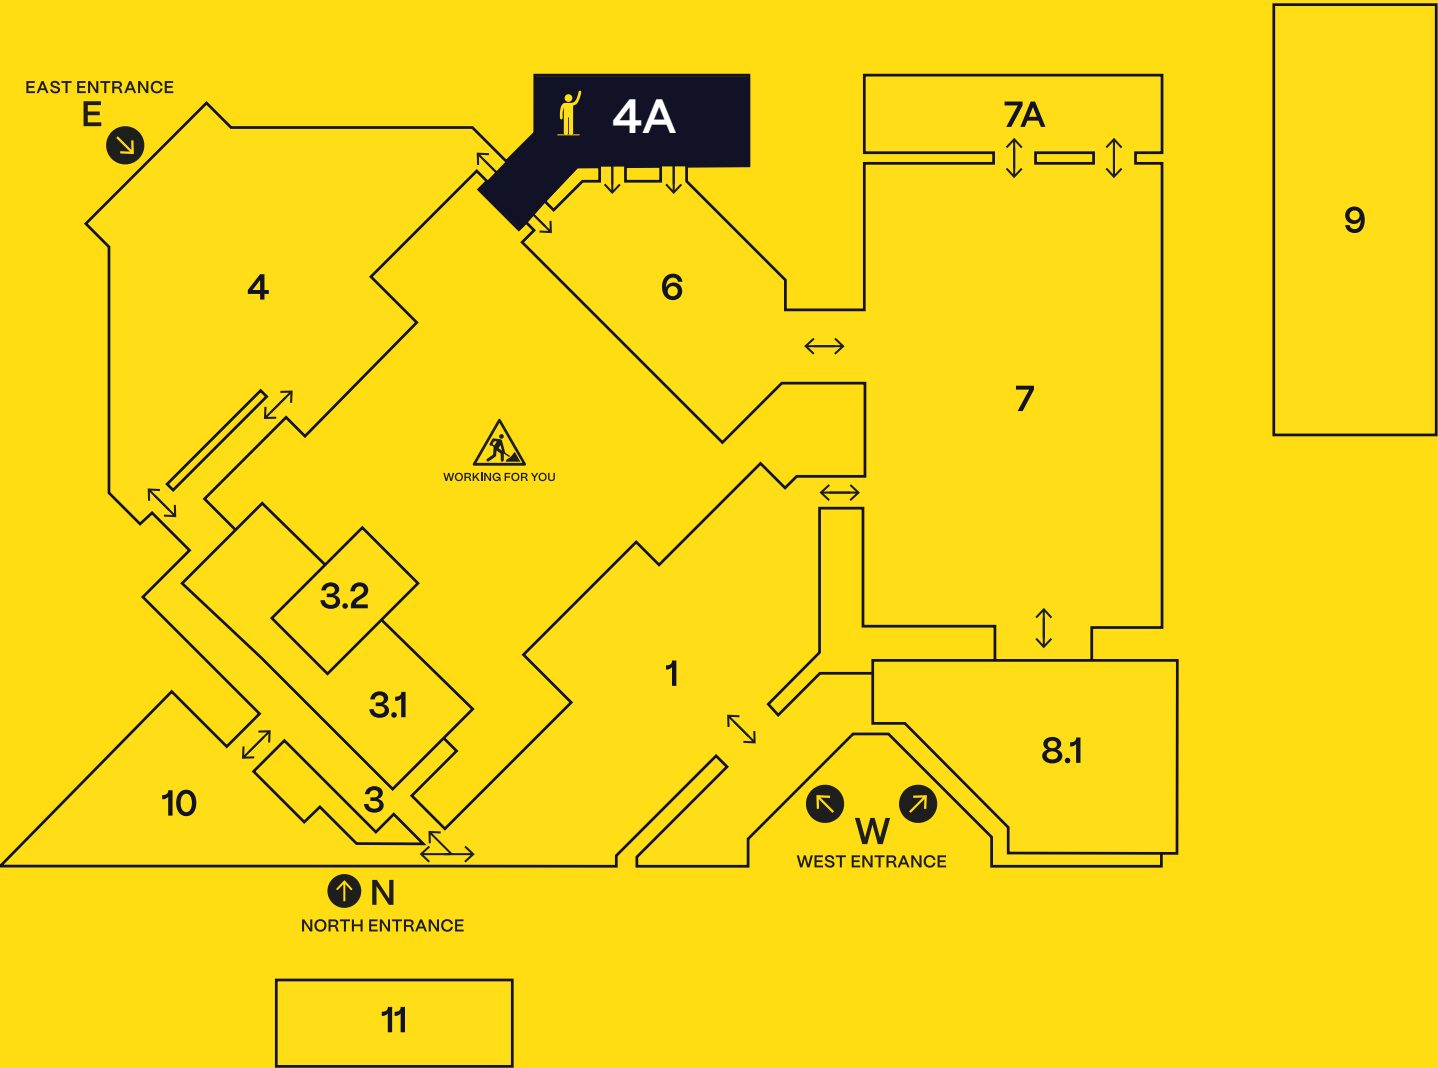 EAST ENTRANCE
E
4A
7A
9
4
6
7
WORKING FOR YOU
3.2
1
3.1
8.1
10
3
W
WEST ENTRANCE
N
NORTH ENTRANCE
11